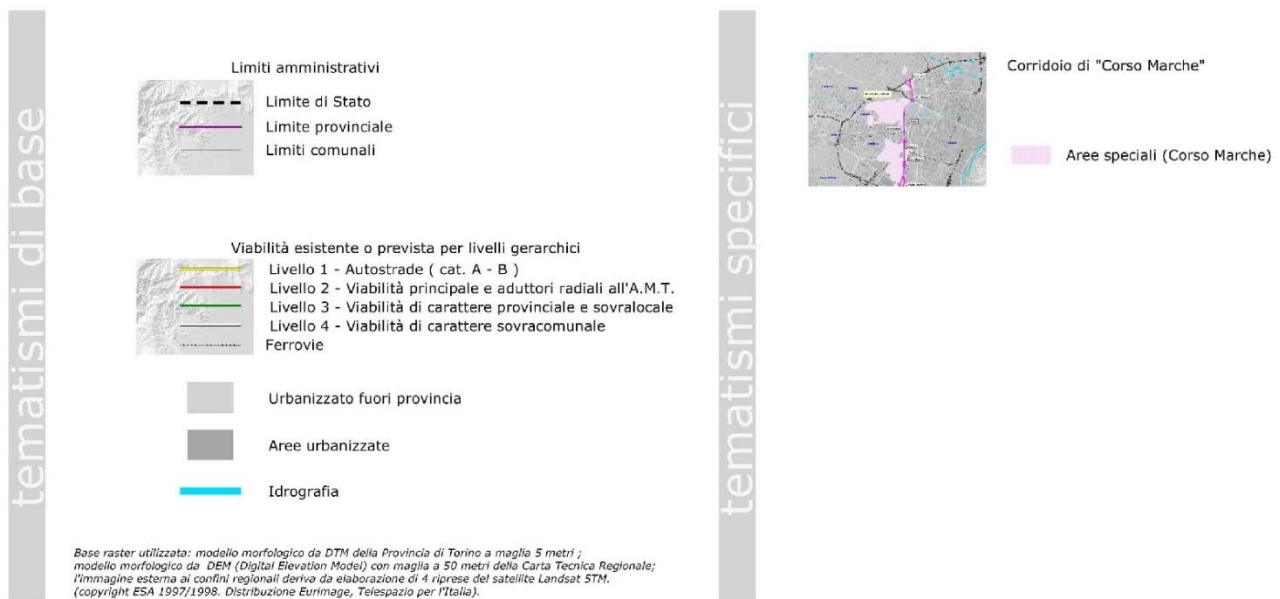 tematismi di base
Limiti amministrativi
Limite di Stato
Limite provinciale
Limiti comunali
Viabilità esistente o prevista per livelli gerarchici
Livello 1 - Autostrade ( cat. A - B )
Livello 2 - Viabilità principale e aduttori radiali all'A.M.T.
Livello 3 - Viabilità di carattere provinciale e sovralocale
Livello 4 - Viabilità di carattere sovracomunale
Ferrovie
Urbanizzato fuori provincia
Aree urbanizzate
Idrografia
Base raster utilizzata: modello morfologico da DTM della Provincia di Torino a maglia 5 metri ;
modello morfologico da DEM (Digital Elevation Model) con maglia a 50 metri della Carta Tecnica Regionale;
l'immagine esterna ai confini regionali deriva da elaborazione di 4 riprese del satellite Landsat 5TM.
(copyright ESA 1997/1998. Distribuzione Eurimage, Telespazio per l'Italia).
tematismi specifici
Corridoio di "Corso Marche"
Aree speciali (Corso Marche)